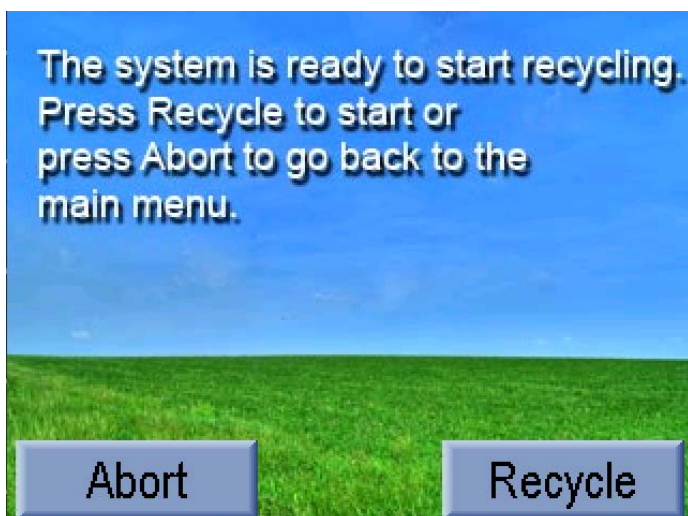 The system is ready to start recycling.
Press Recycle to start or
press Abort to go back to the
main menu.
Abort
Recycle